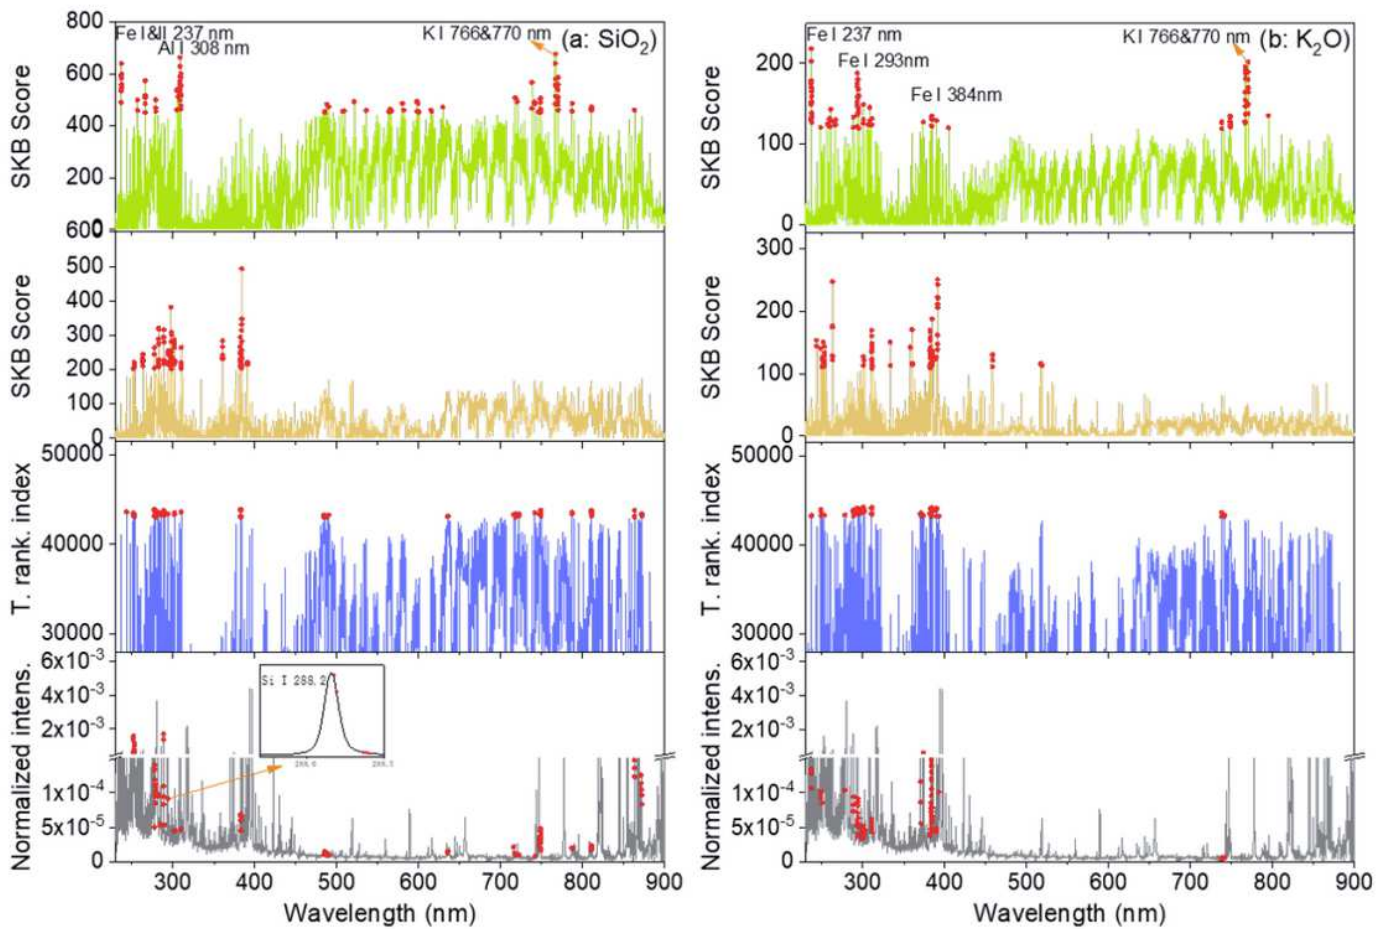 Fe I&II 237 nm
Al I 308 nm
K I 766&770 nm
(a: SiO₂)
SKB Score
800
600
400
200
0
600
SKB Score
500
400
300
200
100
0
T. rank. index
50000
40000
30000
Normalized intens.
6x10⁻³
4x10⁻³
2x10⁻³
1x10⁻⁴
5x10⁻⁵
0
Si I 288.2
288.0
288.5
300 400 500 600 700 800 900
Wavelength (nm)
Fe I 237 nm
Fe I 293nm
Fe I 384nm
K I 766&770 nm
(b: K₂O)
SKB Score
200
100
0
SKB Score
300
200
100
0
T. rank. index
50000
40000
30000
Normalized intens.
6x10⁻³
4x10⁻³
2x10⁻³
1x10⁻⁴
5x10⁻⁵
0
300 400 500 600 700 800 900
Wavelength (nm)